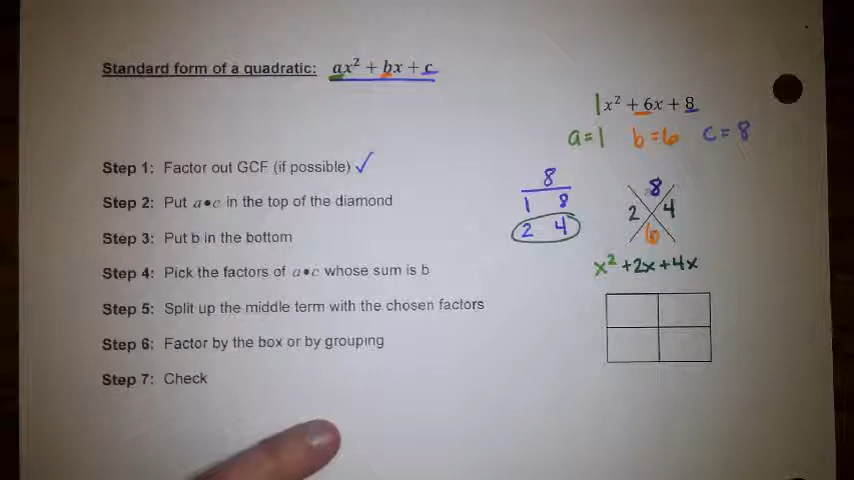 Standard form of a quadratic: ax² + bx + c
1x² + 6x + 8
a=1 b=6 c=8
Step 1: Factor out GCF (if possible) ✓
Step 2: Put a•c in the top of the diamond
Step 3: Put b in the bottom
Step 4: Pick the factors of a•c whose sum is b
Step 5: Split up the middle term with the chosen factors
Step 6: Factor by the box or by grouping
Step 7: Check
8
1 8
2 4
8
2 4
6
x² +2x +4x